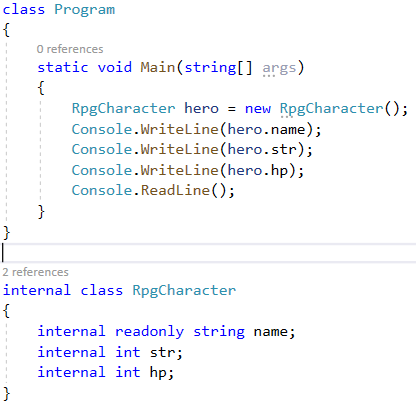 class Program
{
0 references
static void Main(string[] args)
{
RpgCharacter hero = new RpgCharacter();
Console.WriteLine(hero.name);
Console.WriteLine(hero.str);
Console.WriteLine(hero.hp);
Console.ReadLine();
}
}
2 references
internal class RpgCharacter
{
internal readonly string name;
internal int str;
internal int hp;
}